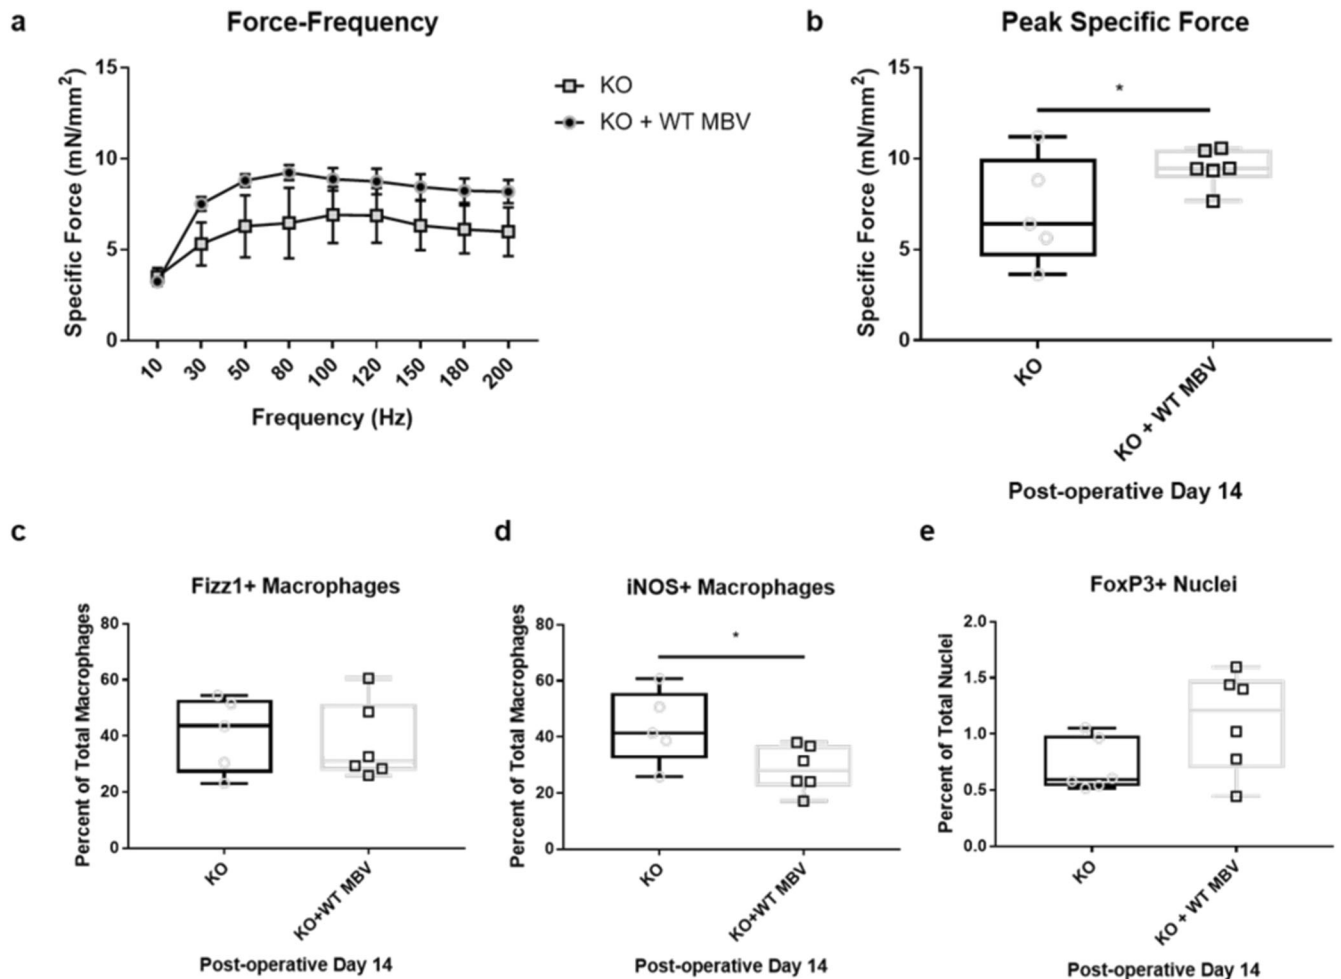 a
Force-Frequency
Specific Force (mN/mm²)
15
10
5
0
10 30 50 80 100 120 150 180 200
Frequency (Hz)
KO
KO + WT MBV
b
Peak Specific Force
Specific Force (mN/mm²)
15
10
5
0
*
KO
KO + WT MBV
Post-operative Day 14
c
Fizz1+ Macrophages
Percent of Total Macrophages
80
60
40
20
0
KO
KO+WT MBV
Post-operative Day 14
d
iNOS+ Macrophages
Percent of Total Macrophages
80
60
40
20
0
*
KO
KO+WT MBV
Post-operative Day 14
e
FoxP3+ Nuclei
Percent of Total Nuclei
2.0
1.5
1.0
0.5
0.0
KO
KO + WT MBV
Post-operative Day 14